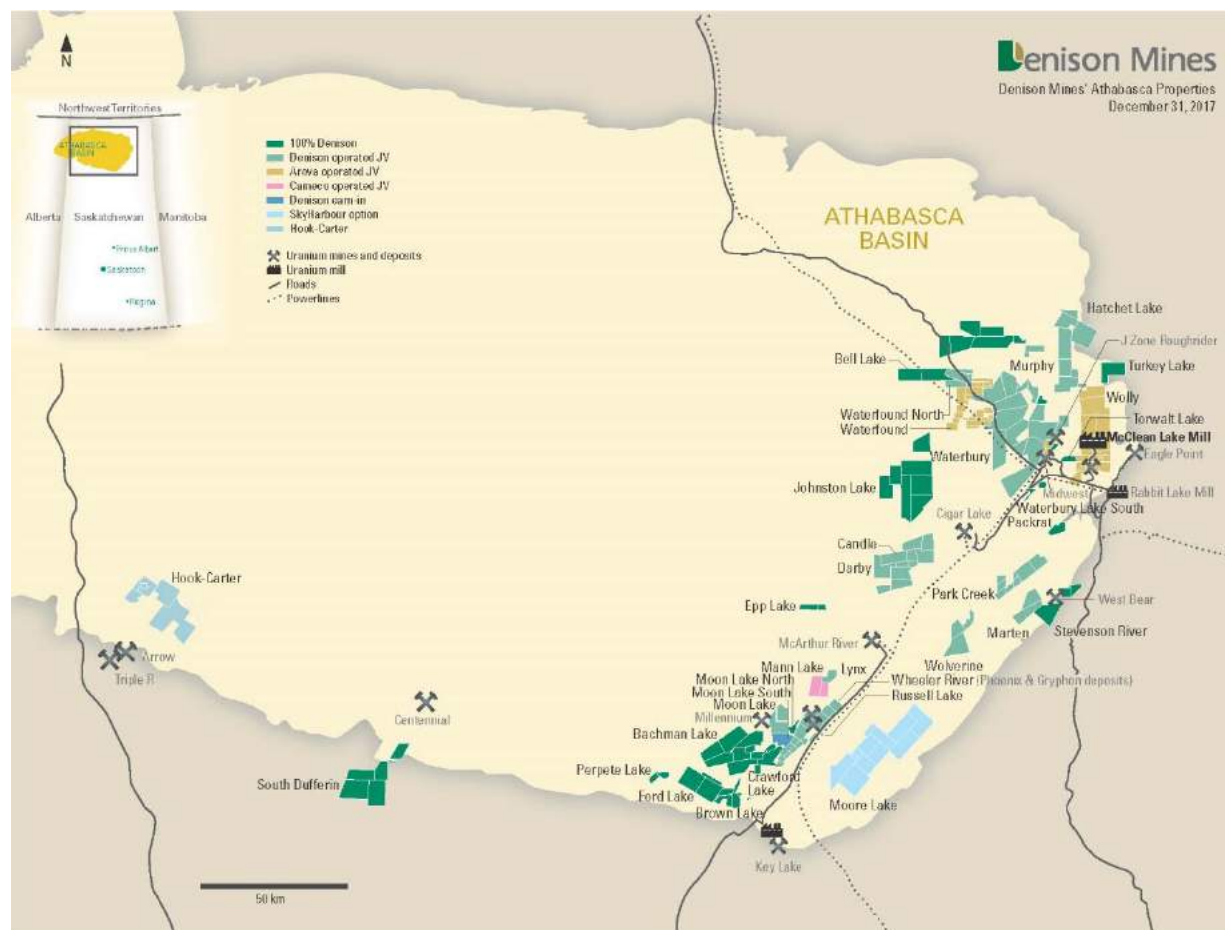 N
Denison Mines
Denison Mines' Athabasca Properties
December 31, 2017
Northwest Territories
ATHABASCA
BASIN
Alberta
Saskatchewan
Manitoba
Prince Albert
Saskatoon
Regina
100% Denison
Denison operated JV
Areva operated JV
Cameco operated JV
Denison earn-in
SkyHarbour option
Hook-Carter
Uranium mines and deposits
Uranium mill
Roads
Powerlines
ATHABASCA
BASIN
Hatchet Lake
J Zone Roughrider
Bell Lake
Murphy
Turkey Lake
Wolly
Waterfound North
Waterfound
Torwalt Lake
McClean Lake Mill
Eagle Point
Waterbury
Johnston Lake
Midwest
Rabbit Lake Mill
Waterbury Lake South
Cigar Lake
Packrat
Candle
Darby
Hook-Carter
Park Creek
West Bear
Epp Lake
Marten
Stevenson River
McArthur River
Arrow
Triple R
Wolverine
Mann Lake
Lynx
Moon Lake North
Wheeler River (Phoenix & Gryphon deposits)
Moon Lake South
Russell Lake
Moon Lake
Millennium
Centennial
Bachman Lake
Perpete Lake
South Dufferin
Crawford
Lake
Ford Lake
Moore Lake
Brown Lake
Key Lake
50 km